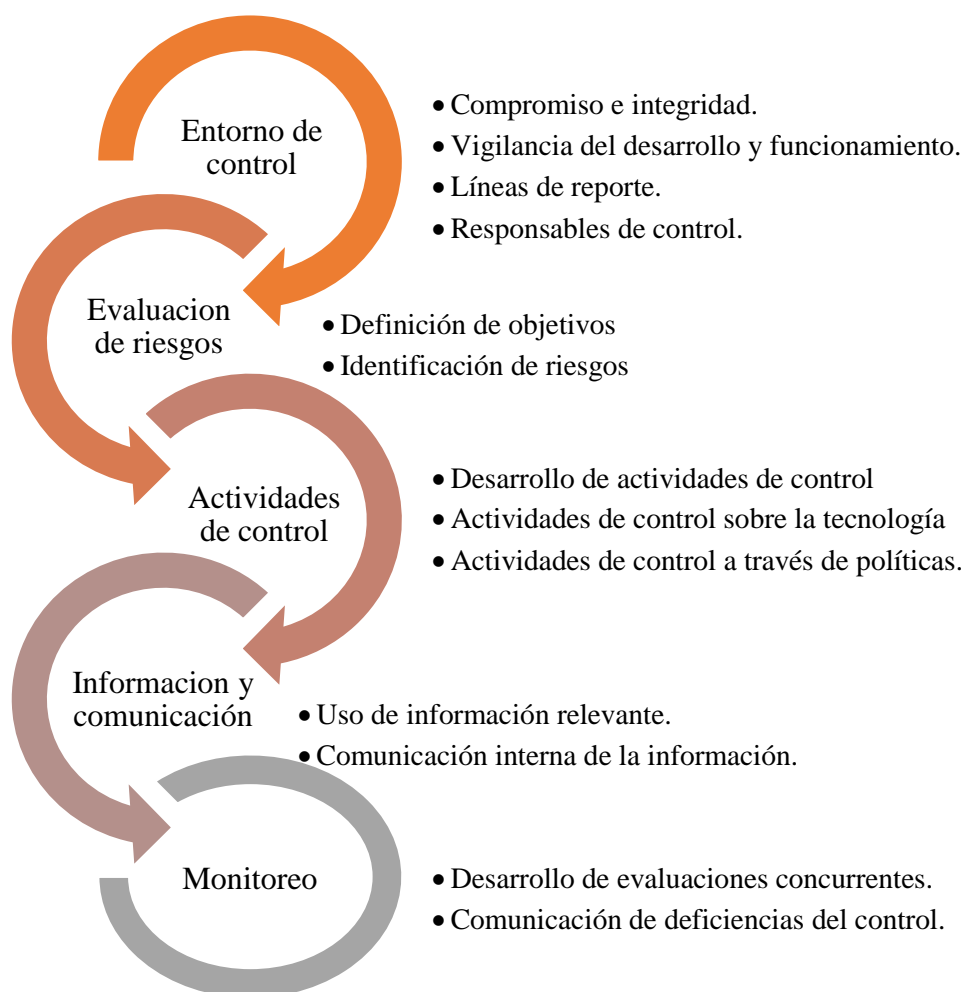 Entorno de
control
• Compromiso e integridad.
• Vigilancia del desarrollo y funcionamiento.
• Líneas de reporte.
• Responsables de control.
Evaluacion
de riesgos
• Definición de objetivos
• Identificación de riesgos
Actividades
de control
• Desarrollo de actividades de control
• Actividades de control sobre la tecnología
• Actividades de control a través de políticas.
Informacion y
comunicación
• Uso de información relevante.
• Comunicación interna de la información.
Monitoreo
• Desarrollo de evaluaciones concurrentes.
• Comunicación de deficiencias del control.